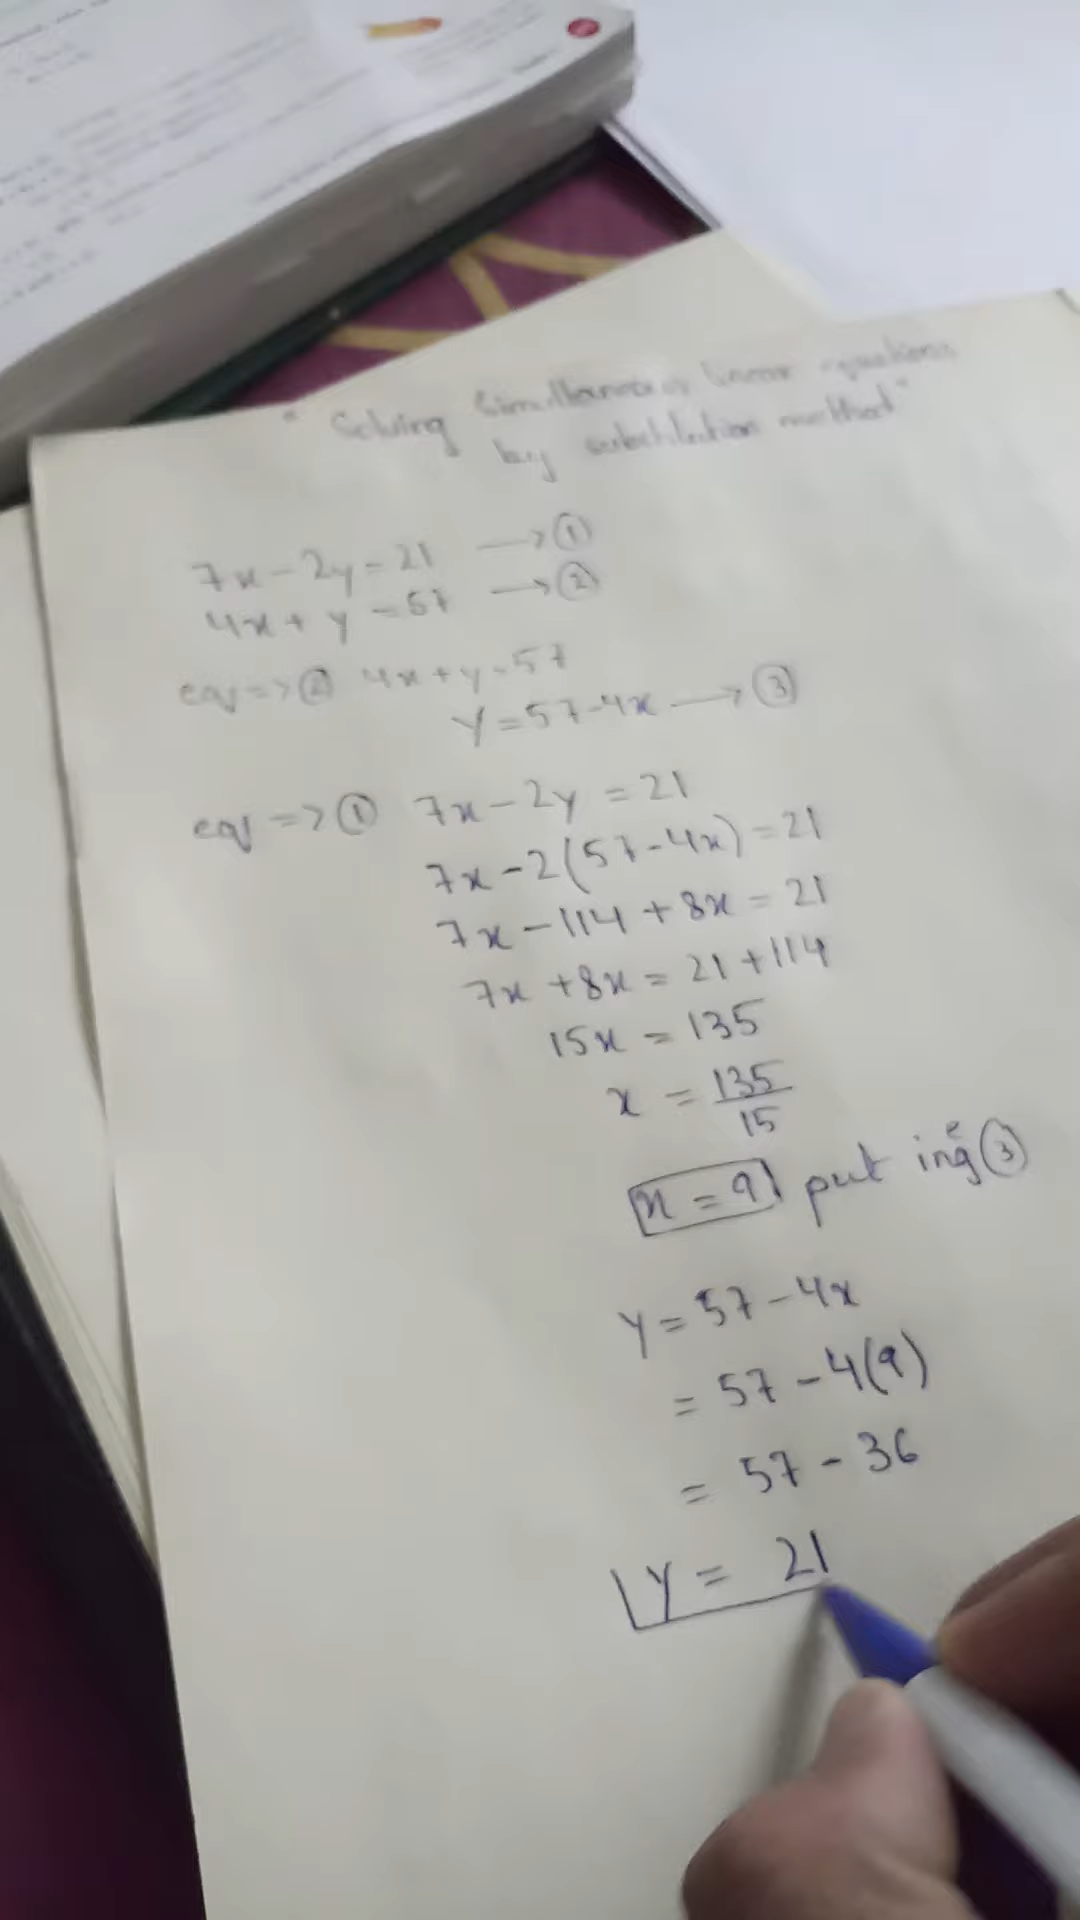 " Solving Simultaneous linear equations
by substitution method"
7x - 2y = 21 → ①
4x + y = 57 → ②
eq => ② 4x + y = 57
y = 57 - 4x → ③
eq => ① 7x - 2y = 21
7x - 2(57 - 4x) = 21
7x - 114 + 8x = 21
7x + 8x = 21 + 114
15x = 135
x = 135/15
x = 9 put in eq ③
y = 57 - 4x
= 57 - 4(9)
= 57 - 36
y = 21